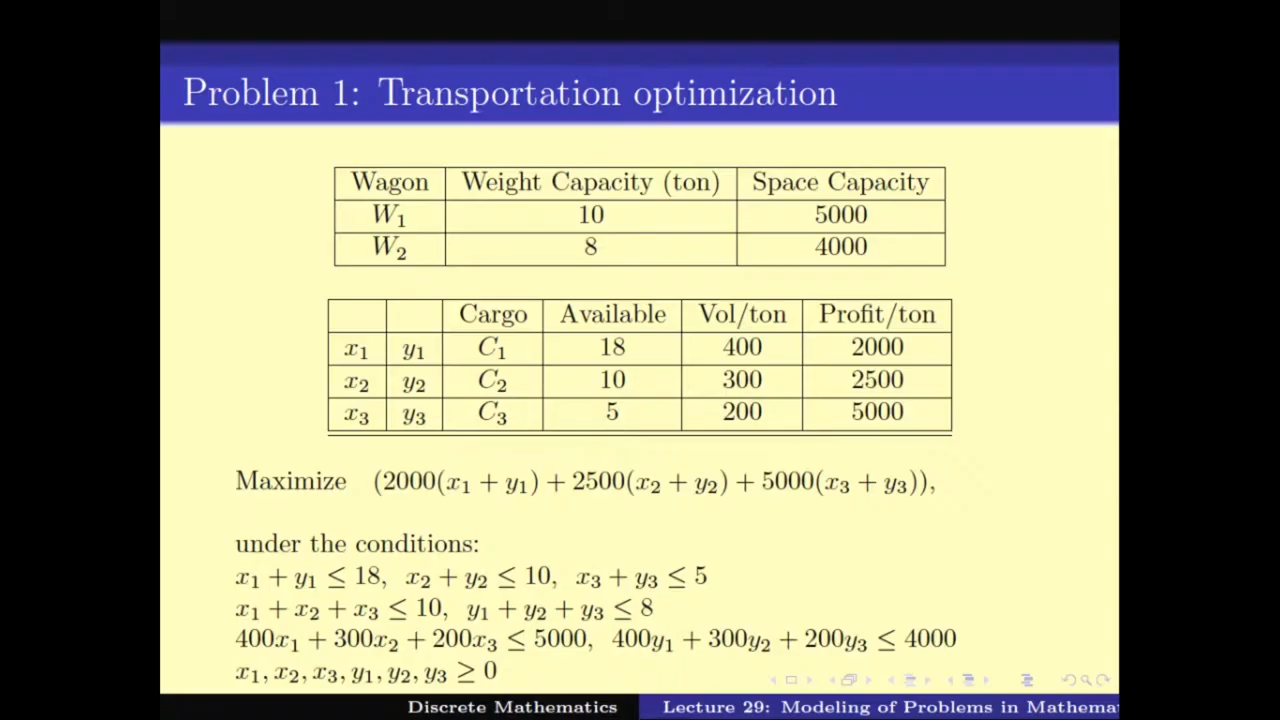 Problem 1: Transportation optimization
Wagon Weight Capacity (ton) Space Capacity
W₁ 10 5000
W₂ 8 4000
Cargo Available Vol/ton Profit/ton
x₁ y₁ C₁ 18 400 2000
x₂ y₂ C₂ 10 300 2500
x₃ y₃ C₃ 5 200 5000
Maximize (2000(x₁ + y₁) + 2500(x₂ + y₂) + 5000(x₃ + y₃)),
under the conditions:
x₁ + y₁ ≤ 18, x₂ + y₂ ≤ 10, x₃ + y₃ ≤ 5
x₁ + x₂ + x₃ ≤ 10, y₁ + y₂ + y₃ ≤ 8
400x₁ + 300x₂ + 200x₃ ≤ 5000, 400y₁ + 300y₂ + 200y₃ ≤ 4000
x₁, x₂, x₃, y₁, y₂, y₃ ≥ 0
Discrete Mathematics Lecture 29: Modeling of Problems in Mathema